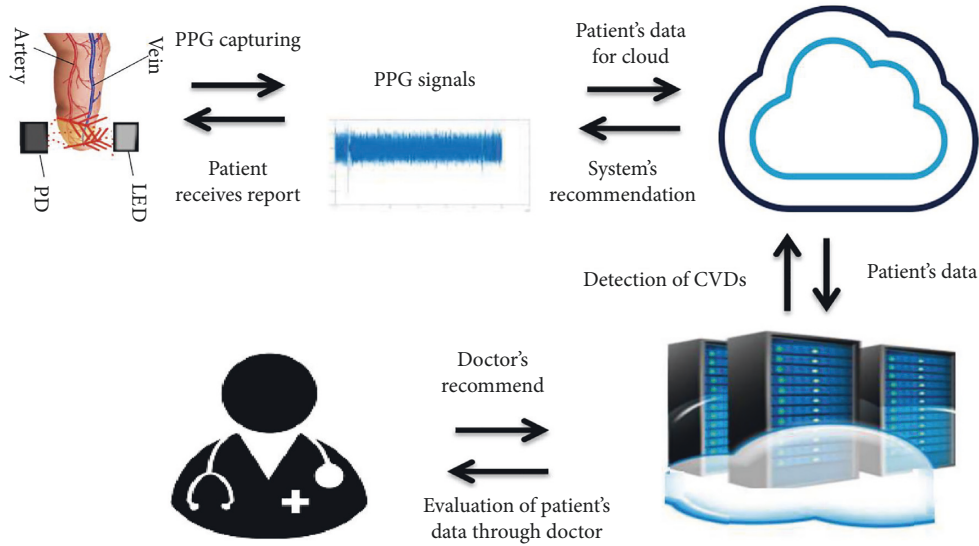 Artery
Vein
PD
LED
PPG capturing
Patient
receives report
PPG signals
Patient's data
for cloud
System's
recommendation
Detection of CVDs
Patient's data
Doctor's
recommend
Evaluation of patient's
data through doctor